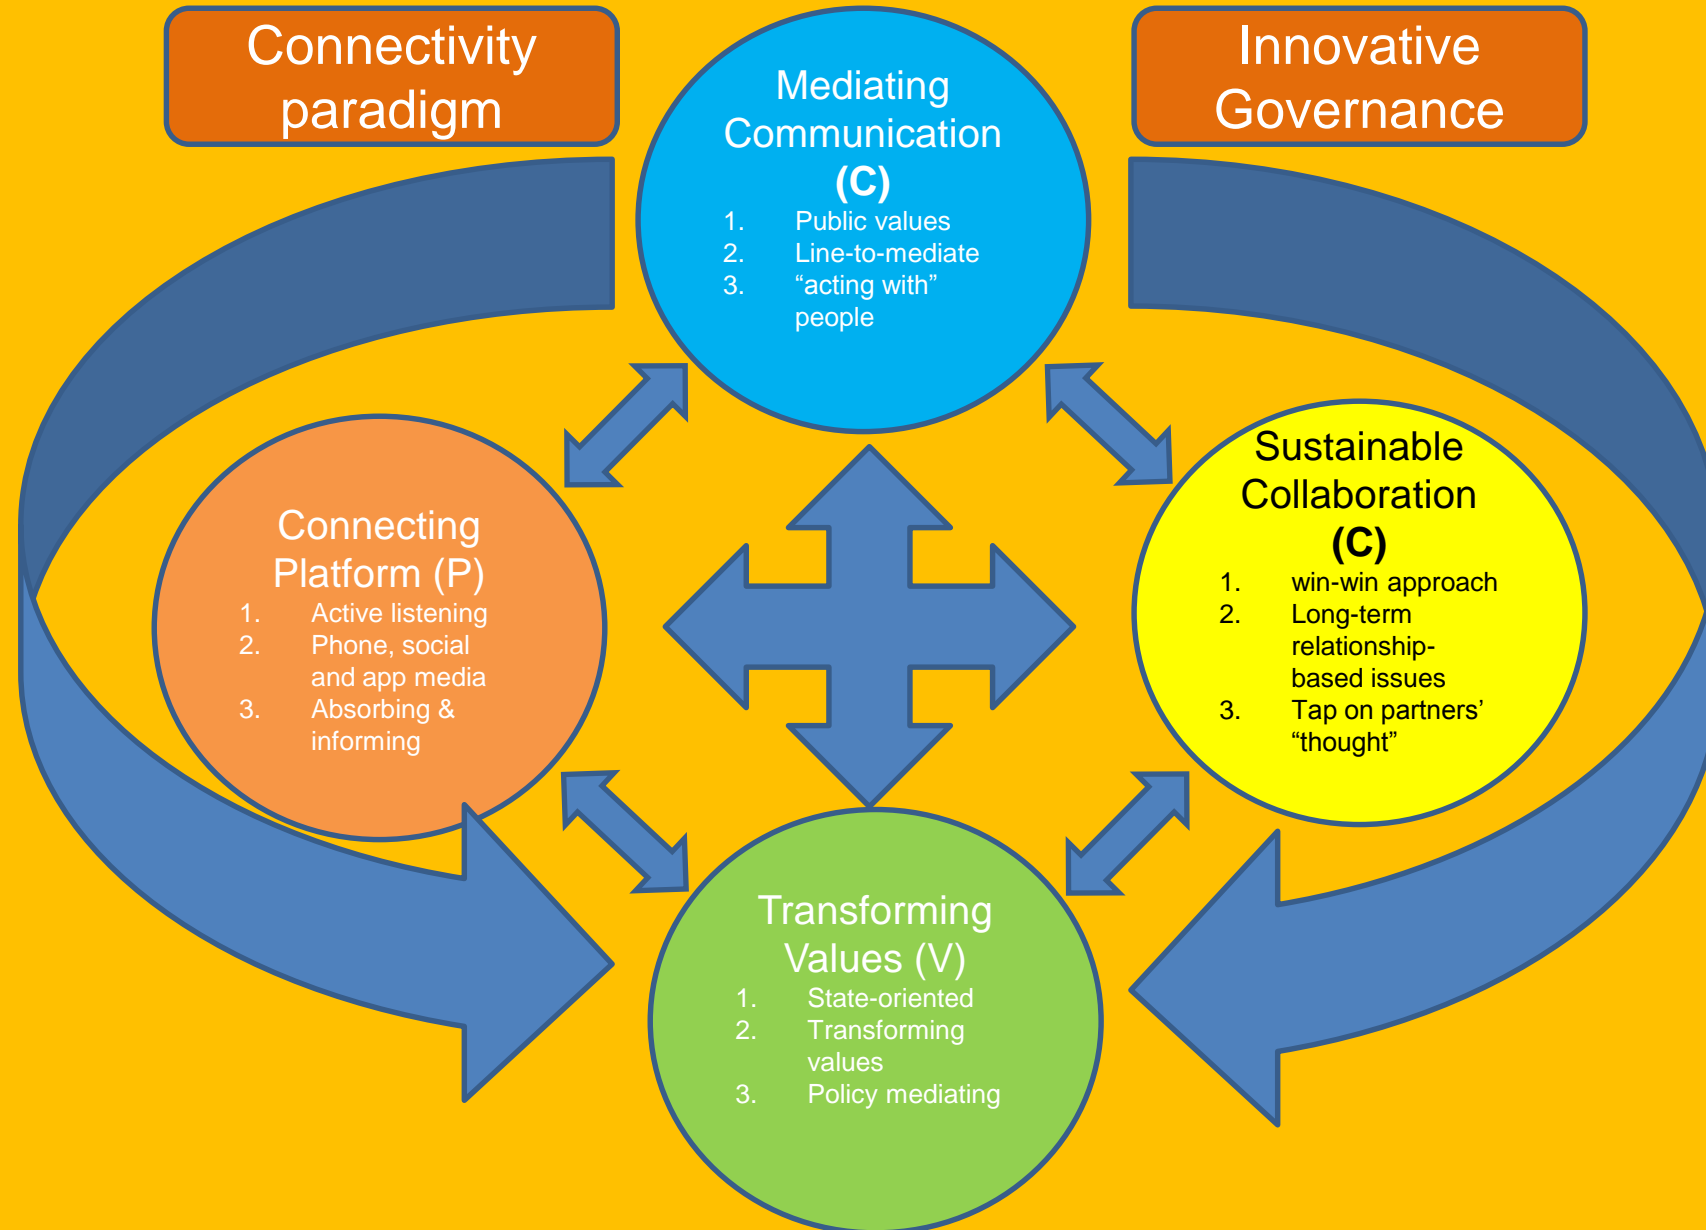 Connectivity
paradigm
Innovative
Governance
Mediating
Communication
(C)
1. Public values
2. Line-to-mediate
3. “acting with”
people
Connecting
Platform (P)
1. Active listening
2. Phone, social
and app media
3. Absorbing &
informing
Sustainable
Collaboration
(C)
1. win-win approach
2. Long-term
relationship-
based issues
3. Tap on partners’
“thought”
Transforming
Values (V)
1. State-oriented
2. Transforming
values
3. Policy mediating